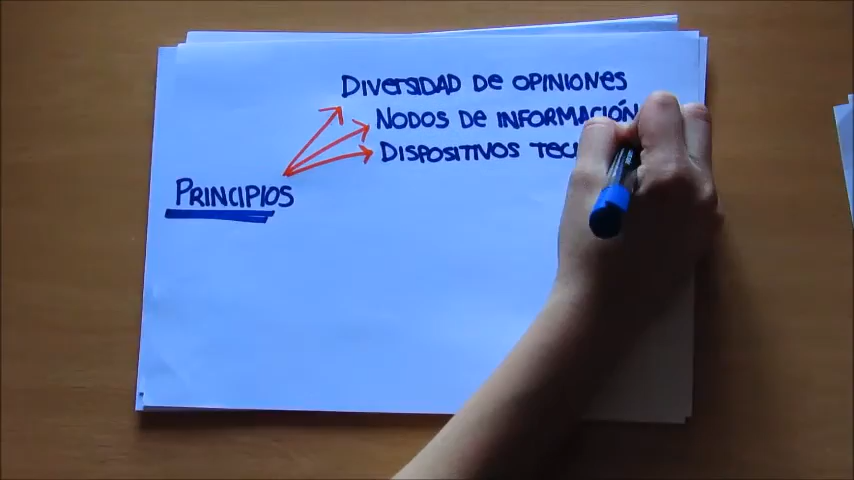 DIVERSIDAD DE OPINIONES
NODOS DE INFORMACIÓN
DISPOSITIVOS
PRINCIPIOS